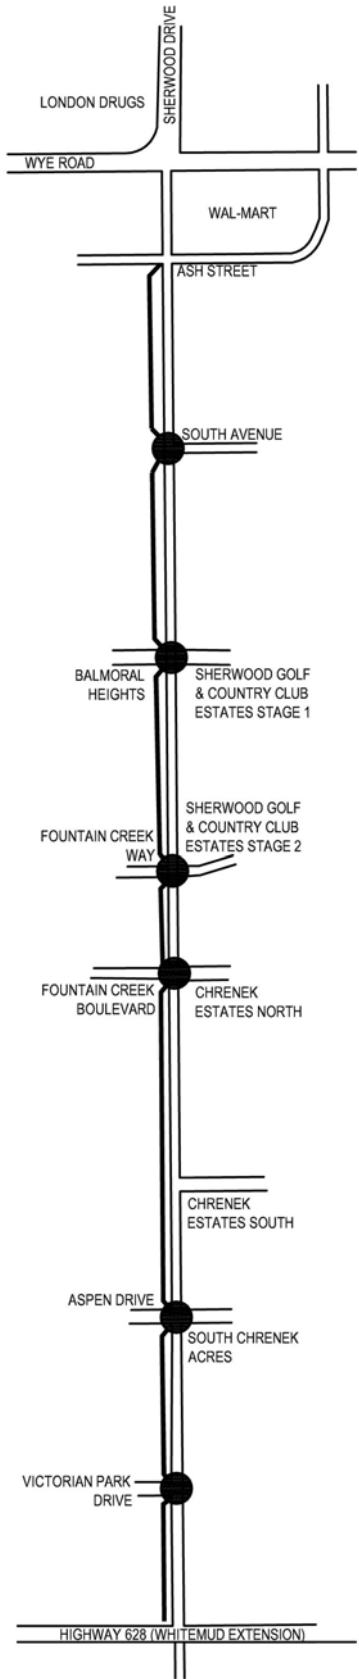 SHERWOOD DRIVE
LONDON DRUGS
WYE ROAD
WAL-MART
ASH STREET
SOUTH AVENUE
BALMORAL
HEIGHTS
SHERWOOD GOLF
& COUNTRY CLUB
ESTATES STAGE 1
SHERWOOD GOLF
& COUNTRY CLUB
ESTATES STAGE 2
FOUNTAIN CREEK
WAY
FOUNTAIN CREEK
BOULEVARD
CHRENEK
ESTATES NORTH
CHRENEK
ESTATES SOUTH
ASPEN DRIVE
SOUTH CHRENEK
ACRES
VICTORIAN PARK
DRIVE
HIGHWAY 628 (WHITEMUD EXTENSION)